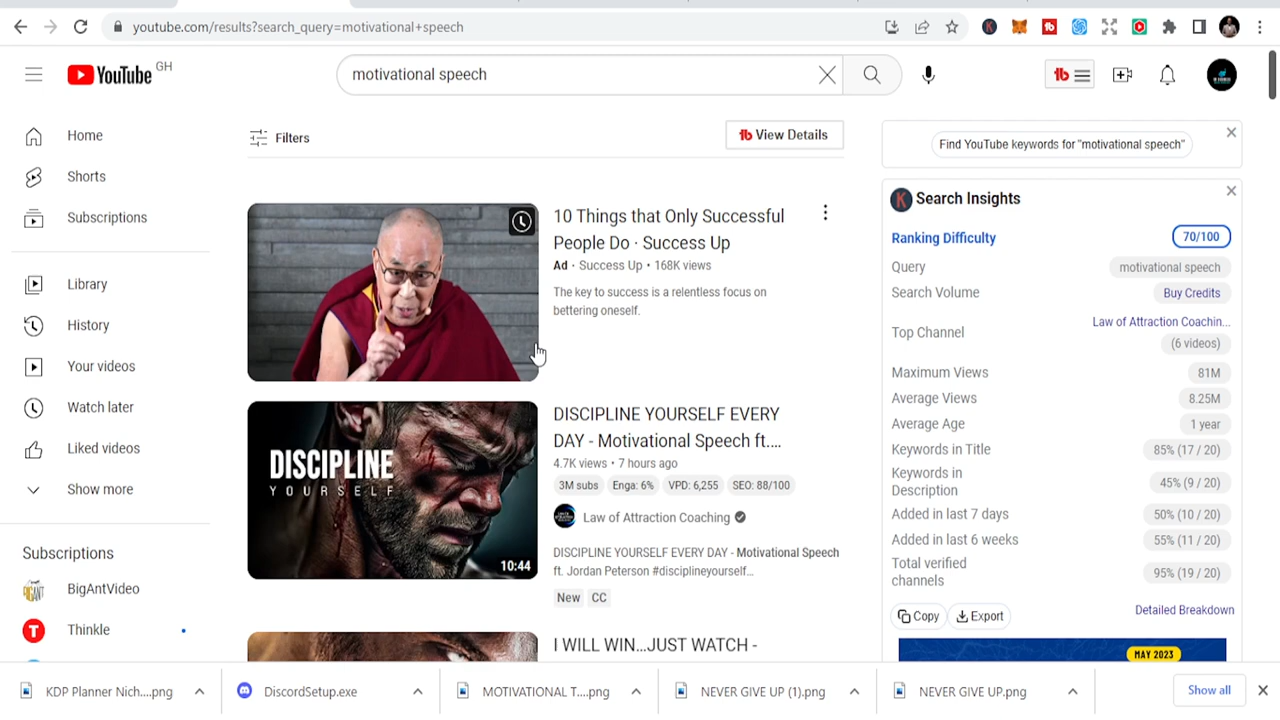 youtube.com/results?search_query=motivational+speech
YouTube GH
motivational speech
Home
Shorts
Subscriptions
Library
History
Your videos
Watch later
Liked videos
Show more
Subscriptions
BigAntVideo
Thinkle
Filters
View Details
10 Things that Only Successful
People Do · Success Up
Ad · Success Up • 168K views
The key to success is a relentless focus on
bettering oneself.
DISCIPLINE
YOURSELF
10:44
DISCIPLINE YOURSELF EVERY
DAY - Motivational Speech ft....
4.7K views • 7 hours ago
3M subs Enga: 6% VPD: 6,255 SEO: 88/100
Law of Attraction Coaching
DISCIPLINE YOURSELF EVERY DAY - Motivational Speech
ft. Jordan Peterson #disciplineyourself...
New CC
I WILL WIN...JUST WATCH -
Find YouTube keywords for "motivational speech"
K Search Insights
Ranking Difficulty 70/100
Query motivational speech
Search Volume Buy Credits
Top Channel Law of Attraction Coachin...
(6 videos)
Maximum Views 81M
Average Views 8.25M
Average Age 1 year
Keywords in Title 85% (17 / 20)
Keywords in
Description 45% (9 / 20)
Added in last 7 days 50% (10 / 20)
Added in last 6 weeks 55% (11 / 20)
Total verified
channels 95% (19 / 20)
Copy Export Detailed Breakdown
MAY 2023
KDP Planner Nich....png
DiscordSetup.exe
MOTIVATIONAL T....png
NEVER GIVE UP (1).png
NEVER GIVE UP.png
Show all